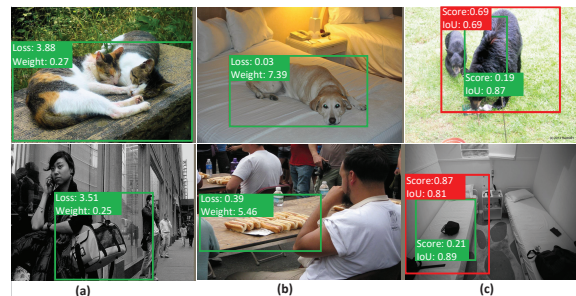 Loss: 3.88
Weight: 0.27
Loss: 0.03
Weight: 7.39
Score:0.69
IoU: 0.69
Score: 0.19
IoU: 0.87
Loss: 3.51
Weight: 0.25
Loss: 0.39
Weight: 5.46
Score:0.87
IoU: 0.81
Score: 0.21
IoU: 0.89
(a)
(b)
(c)